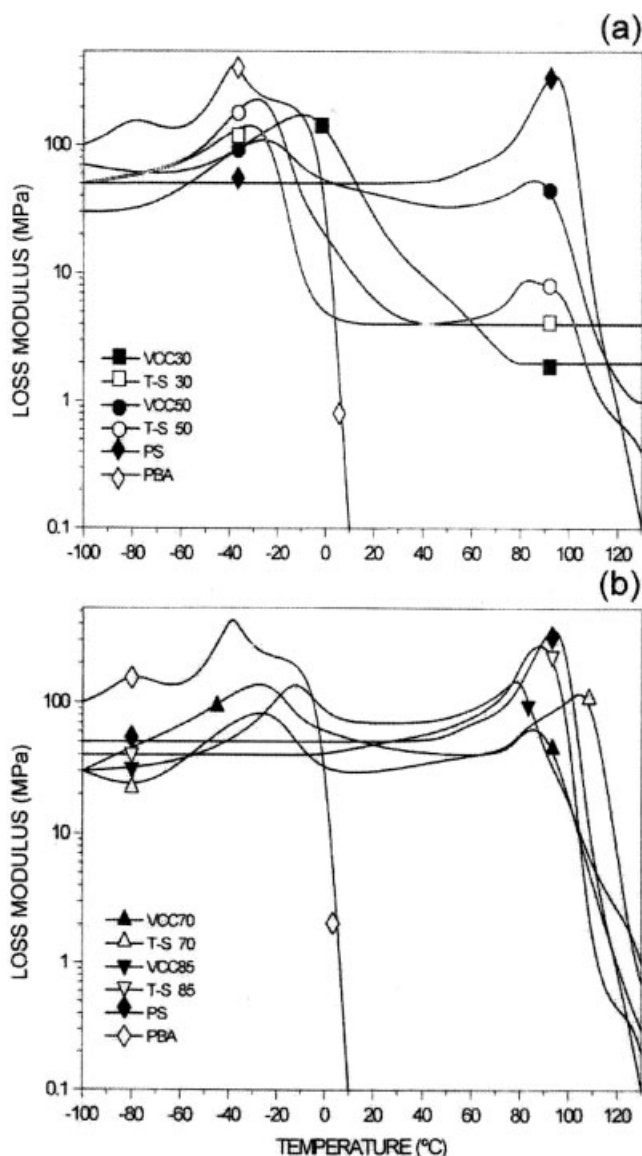 (a)
LOSS MODULUS (MPa)
100
10
1
0.1
VCC30
T-S 30
VCC50
T-S 50
PS
PBA
-100 -80 -60 -40 -20 0 20 40 60 80 100 120
(b)
LOSS MODULUS (MPa)
100
10
1
0.1
VCC70
T-S 70
VCC85
T-S 85
PS
PBA
-100 -80 -60 -40 -20 0 20 40 60 80 100 120
TEMPERATURE (ºC)